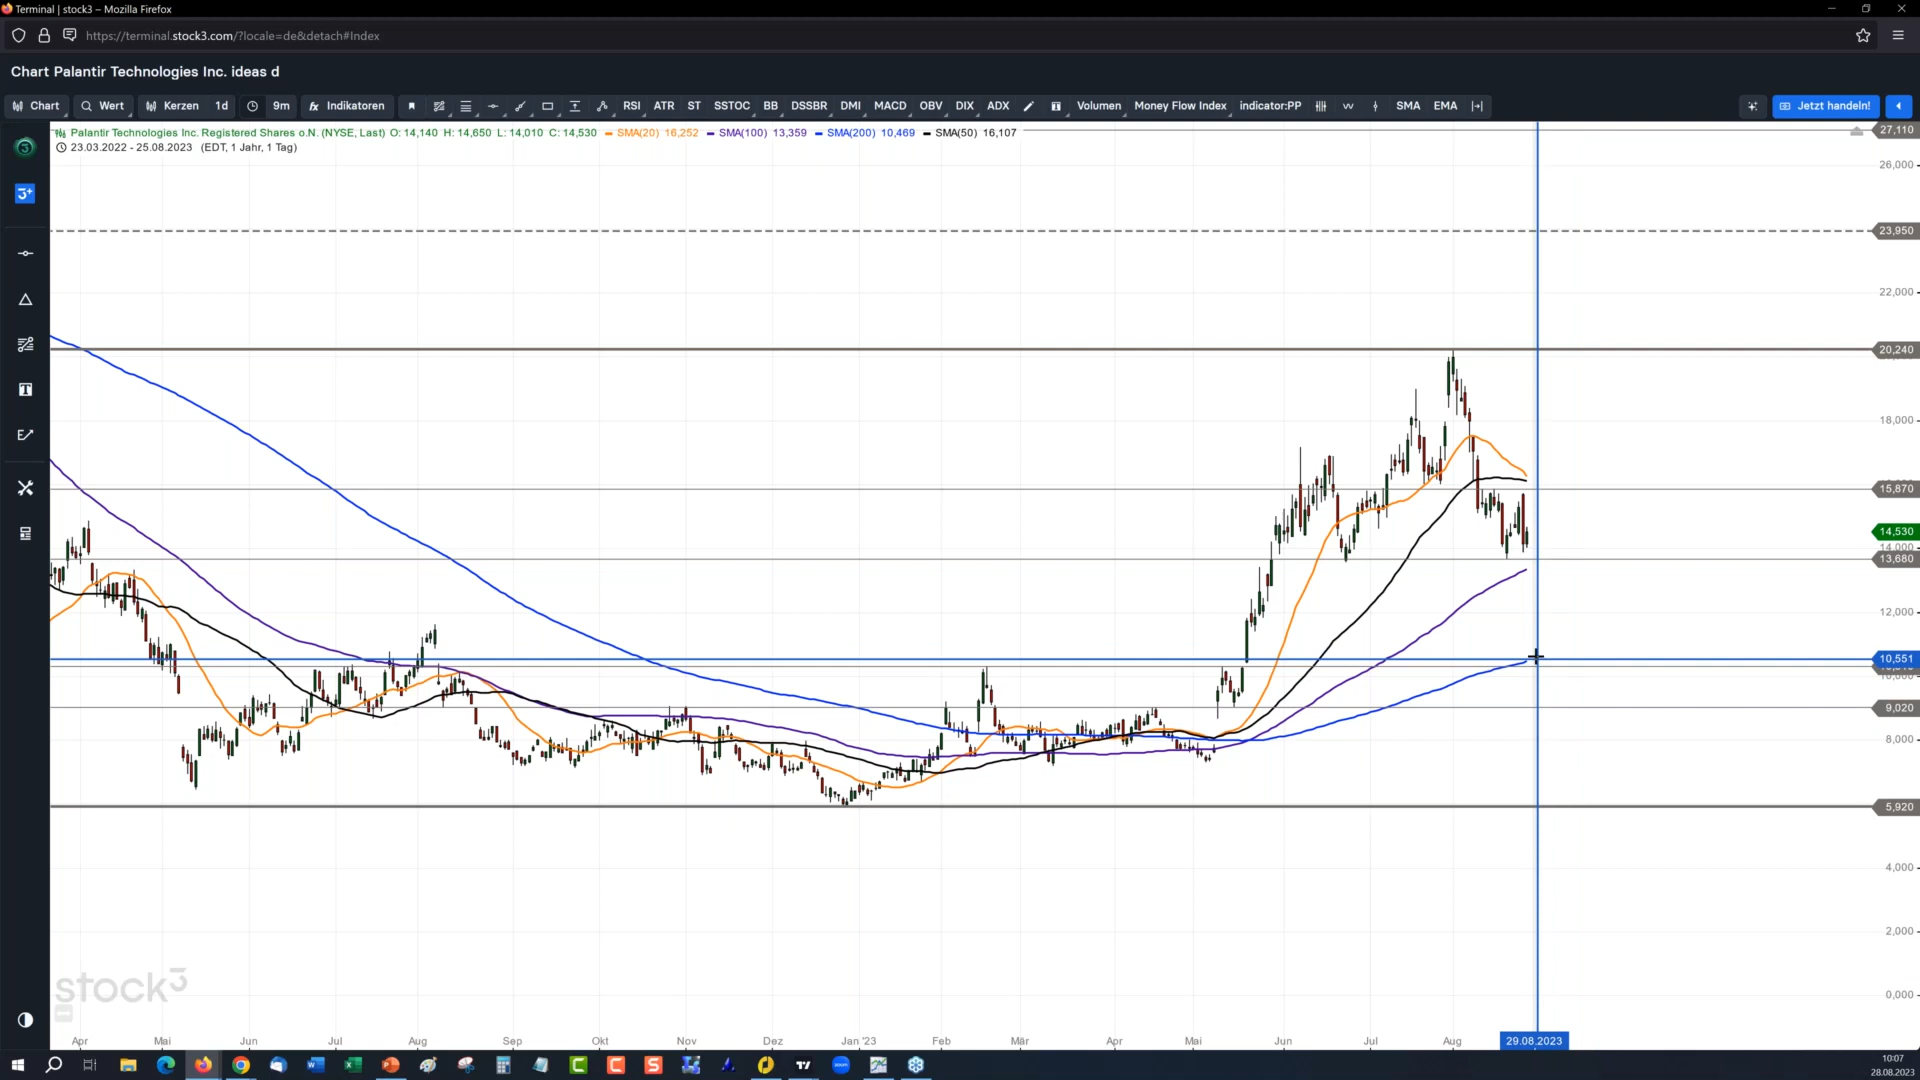 Terminal | stock3 – Mozilla Firefox
https://terminal.stock3.com/?locale=de&detach#Index
Chart Palantir Technologies Inc. ideas d
Chart Wert Kerzen 1d 9m fx Indikatoren RSI ATR ST SSTOC BB DSSBR DMI MACD OBV DIX ADX Volumen Money Flow Index indicator:PP SMA EMA Jetzt handeln!
Palantir Technologies Inc. Registered Shares o.N. (NYSE, Last) O: 14,140 H: 14,650 L: 14,010 C: 14,530 SMA(20) 16,252 SMA(100) 13,359 SMA(200) 10,469 SMA(50) 16,107
23.03.2022 - 25.08.2023 (EDT, 1 Jahr, 1 Tag)
27,110
26,000
23,950
22,000
20,240
18,000
15,870
14,530
14,000
13,680
12,000
10,551
10,000
9,020
8,000
5,920
4,000
2,000
0,000
stock3
Apr Mai Jun Jul Aug Sep Okt Nov Dez Jan '23 Feb Mär Apr Mai Jun Jul Aug 29.08.2023
10:07
28.08.2023